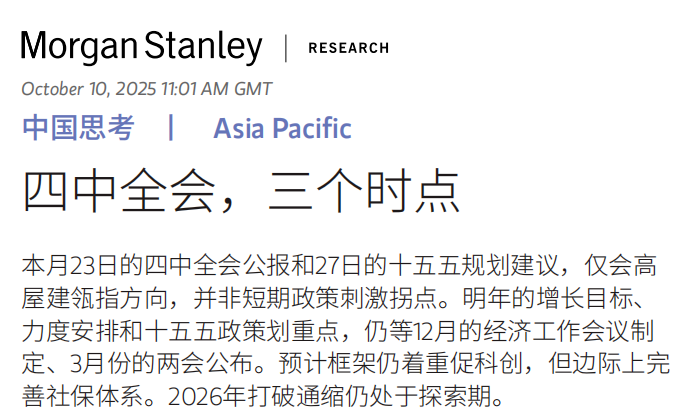 Morgan Stanley | RESEARCH
October 10, 2025 11:01 AM GMT
中国思考 | Asia Pacific
四中全会，三个时点
本月23日的四中全会公报和27日的十五五规划建议，仅会高
屋建瓴指方向，并非短期政策刺激拐点。明年的增长目标、
力度安排和十五五政策划重点，仍等12月的经济工作会议制
定、3月份的两会公布。预计框架仍着重促科创，但边际上完
善社保体系。2026年打破通缩仍处于探索期。